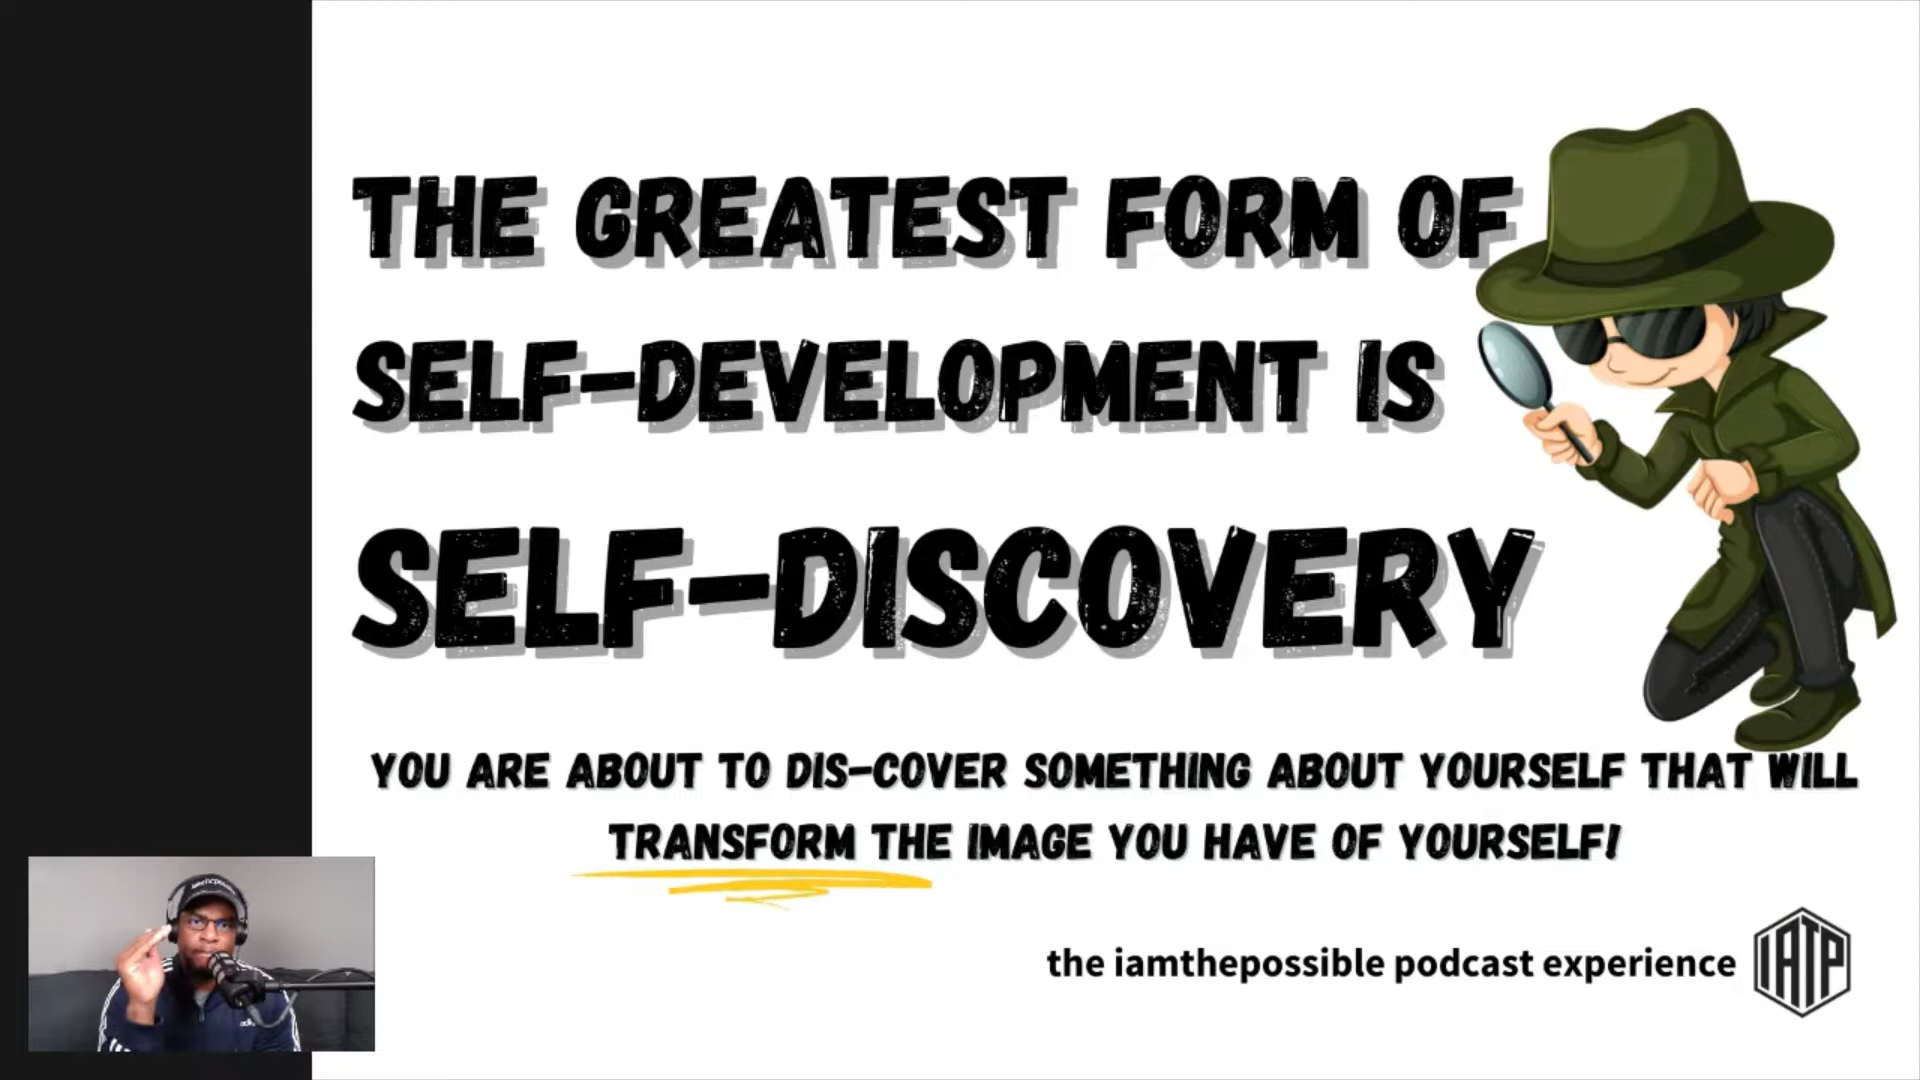 THE GREATEST FORM OF
SELF-DEVELOPMENT IS
SELF-DISCOVERY
YOU ARE ABOUT TO DIS-COVER SOMETHING ABOUT YOURSELF THAT WILL
TRANSFORM THE IMAGE YOU HAVE OF YOURSELF!
the iamthepossible podcast experience
IATP